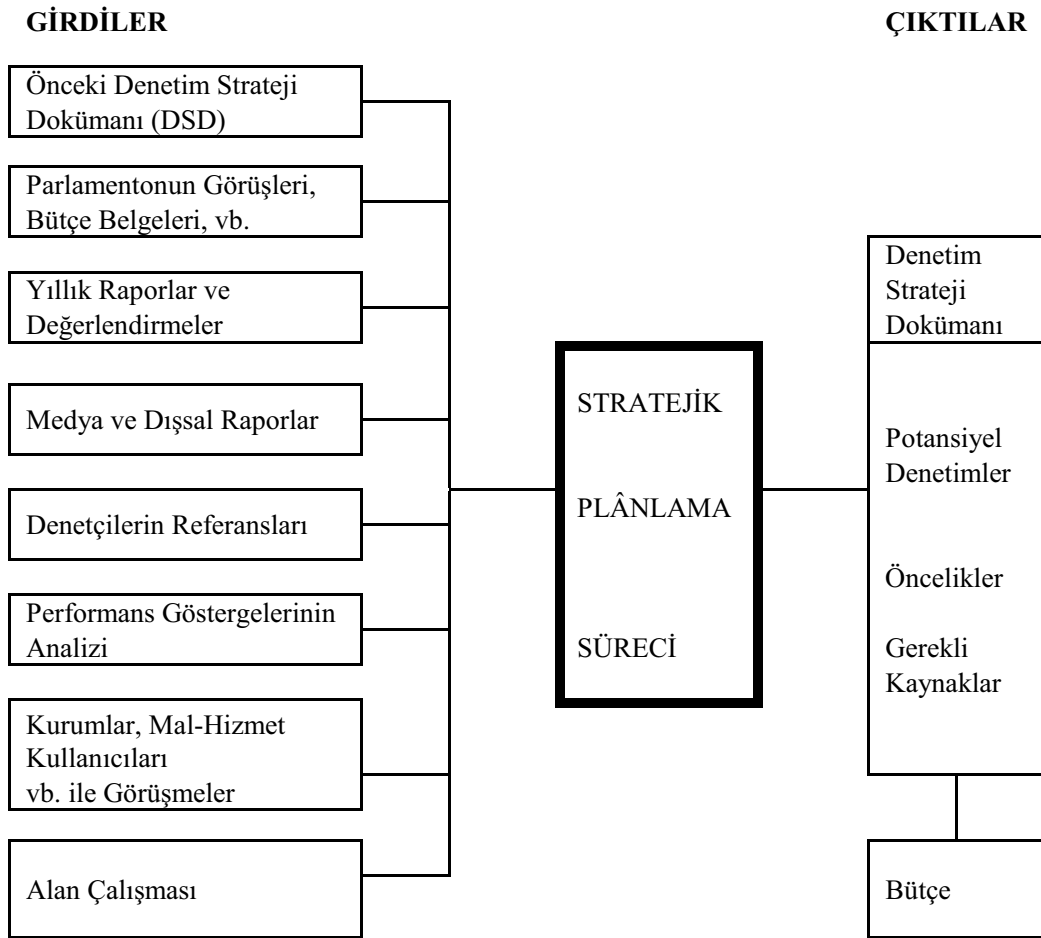 GİRDİLER
ÇIKTILAR
Önceki Denetim Strateji
Dokümanı (DSD)
Parlamentonun Görüşleri,
Bütçe Belgeleri, vb.
Yıllık Raporlar ve
Değerlendirmeler
Medya ve Dışsal Raporlar
Denetçilerin Referansları
Performans Göstergelerinin
Analizi
Kurumlar, Mal-Hizmet
Kullanıcıları
vb. ile Görüşmeler
Alan Çalışması
STRATEJİK
PLÂNLAMA
SÜRECİ
Denetim
Strateji
Dokümanı
Potansiyel
Denetimler
Öncelikler
Gerekli
Kaynaklar
Bütçe